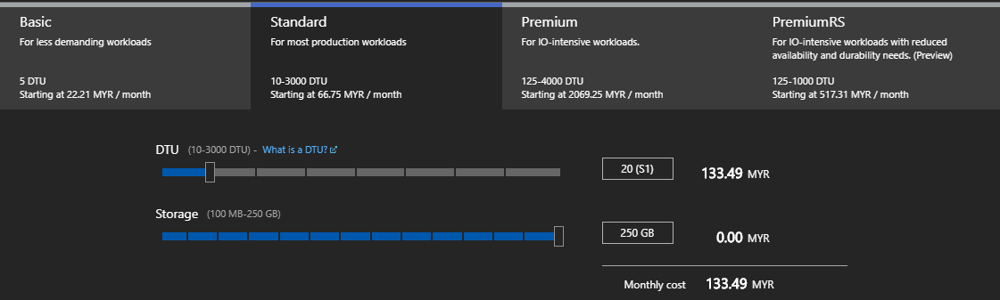 Basic
For less demanding workloads
5 DTU
Starting at 22.21 MYR / month
Standard
For most production workloads
10-3000 DTU
Starting at 66.75 MYR / month
Premium
For IO-intensive workloads.
125-4000 DTU
Starting at 2069.25 MYR / month
PremiumRS
For IO-intensive workloads with reduced
availability and durability needs. (Preview)
125-1000 DTU
Starting at 517.31 MYR / month
DTU (10-3000 DTU) - What is a DTU?
20 (S1) 133.49 MYR
Storage (100 MB-250 GB)
250 GB 0.00 MYR
Monthly cost 133.49 MYR